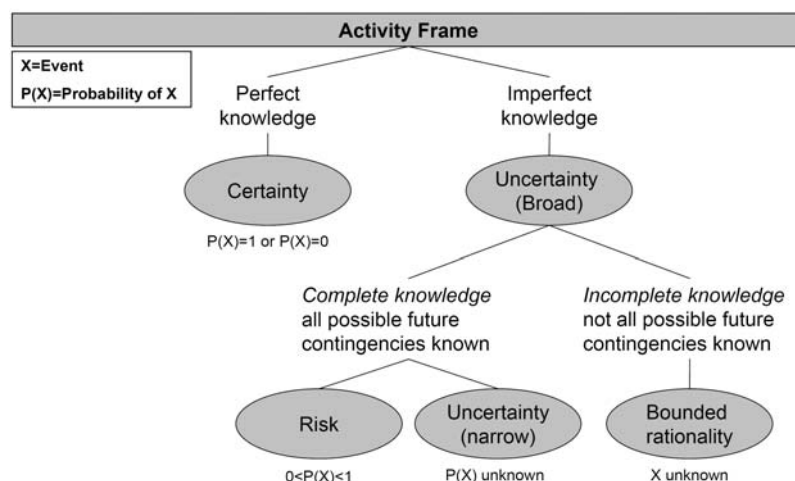 Activity Frame
X=Event
P(X)=Probability of X
Perfect
knowledge
Imperfect
knowledge
Certainty
Uncertainty
(Broad)
P(X)=1 or P(X)=0
Complete knowledge
all possible future
contingencies known
Incomplete knowledge
not all possible future
contingencies known
Risk
Uncertainty
(narrow)
Bounded
rationality
0<P(X)<1
P(X) unknown
X unknown